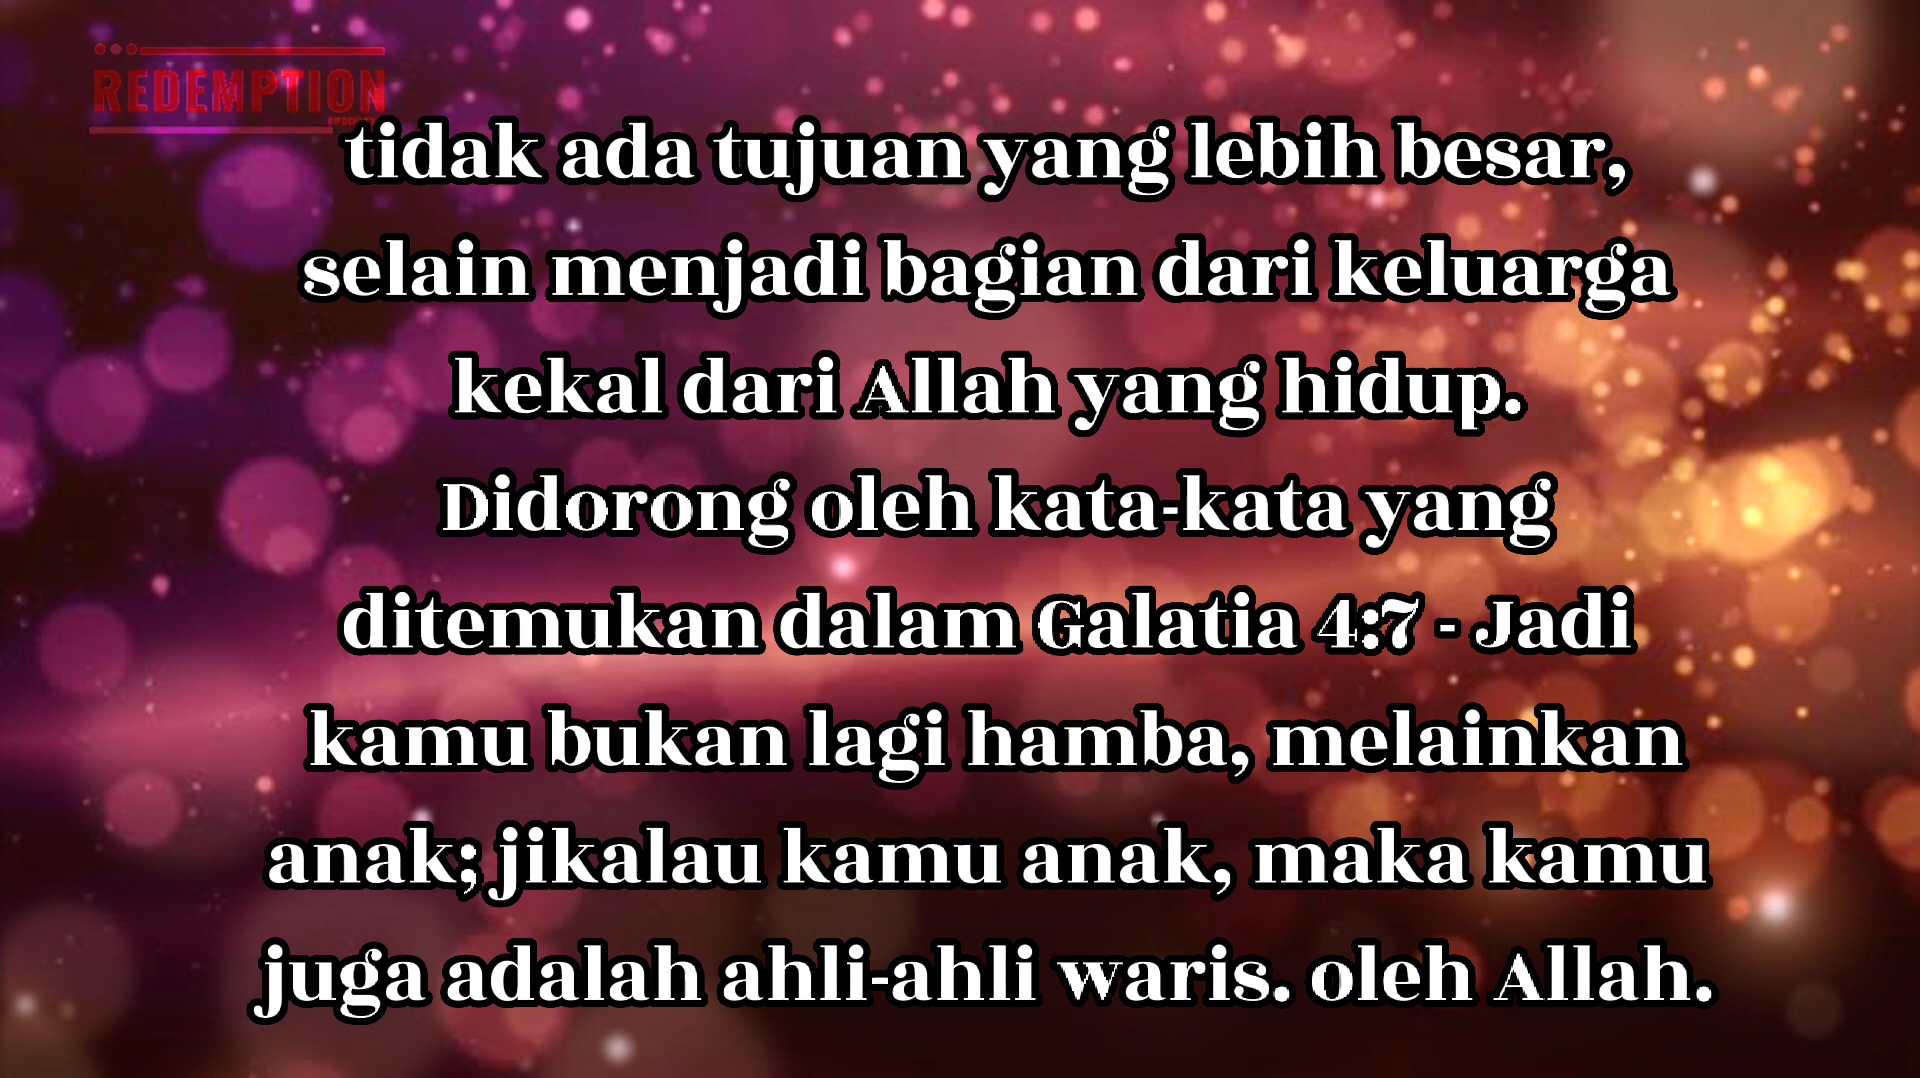 REDEMPTION
tidak ada tujuan yang lebih besar,
selain menjadi bagian dari keluarga
kekal dari Allah yang hidup.
Didorong oleh kata-kata yang
ditemukan dalam Galatia 4:7 - Jadi
kamu bukan lagi hamba, melainkan
anak; jikalau kamu anak, maka kamu
juga adalah ahli-ahli waris. oleh Allah.